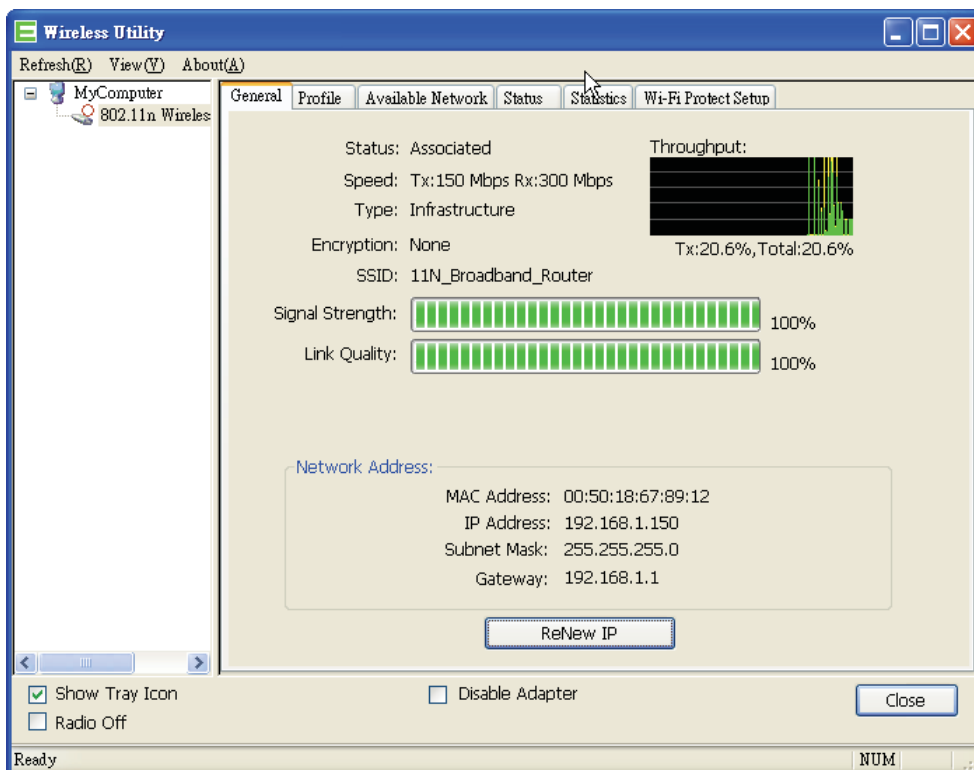 Wireless Utility
Refresh(R) View(V) About(A)
MyComputer
802.11n Wireles
General Profile Available Network Status Statistics Wi-Fi Protect Setup
Status: Associated
Throughput:
Speed: Tx:150 Mbps Rx:300 Mbps
Type: Infrastructure
Encryption: None
Tx:20.6%,Total:20.6%
SSID: 11N_Broadband_Router
Signal Strength: 100%
Link Quality: 100%
Network Address:
MAC Address: 00:50:18:67:89:12
IP Address: 192.168.1.150
Subnet Mask: 255.255.255.0
Gateway: 192.168.1.1
ReNew IP
Show Tray Icon
Disable Adapter
Close
Radio Off
Ready NUM